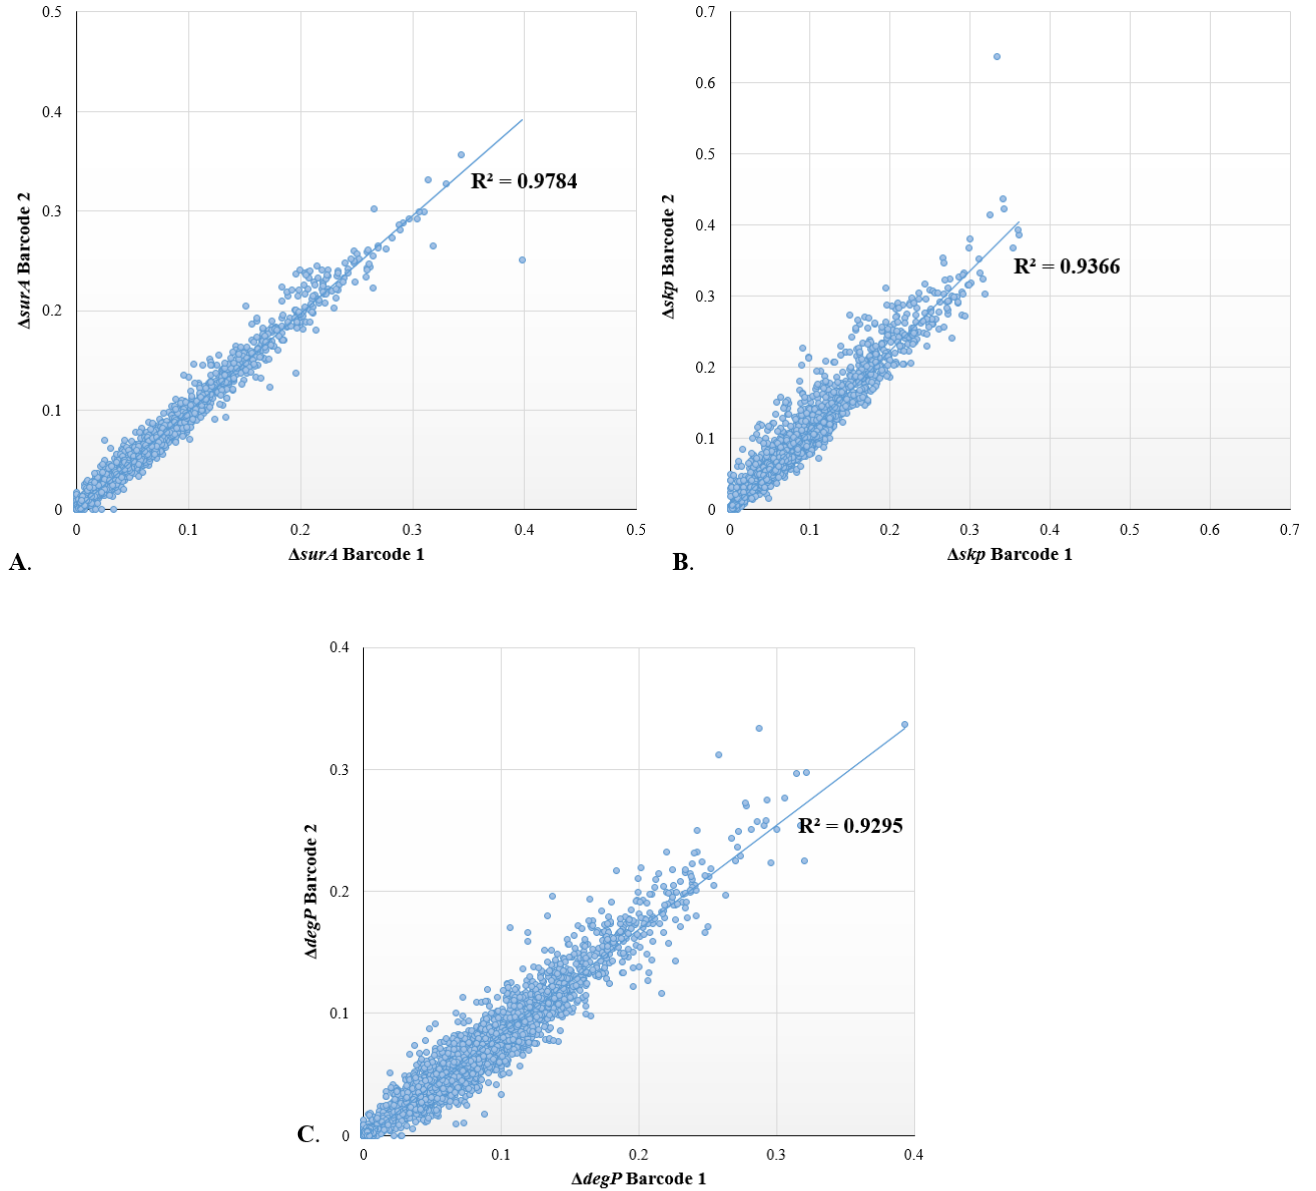 0.5
0.4
0.3
0.2
0.1
0
0 0.1 0.2 0.3 0.4 0.5
ΔsurA Barcode 2
R² = 0.9784
ΔsurA Barcode 1
A.
0.7
0.6
0.5
0.4
0.3
0.2
0.1
0
0 0.1 0.2 0.3 0.4 0.5 0.6 0.7
Δskp Barcode 2
R² = 0.9366
Δskp Barcode 1
B.
0.4
0.3
0.2
0.1
0
0 0.1 0.2 0.3 0.4
ΔdegP Barcode 2
R² = 0.9295
ΔdegP Barcode 1
C.